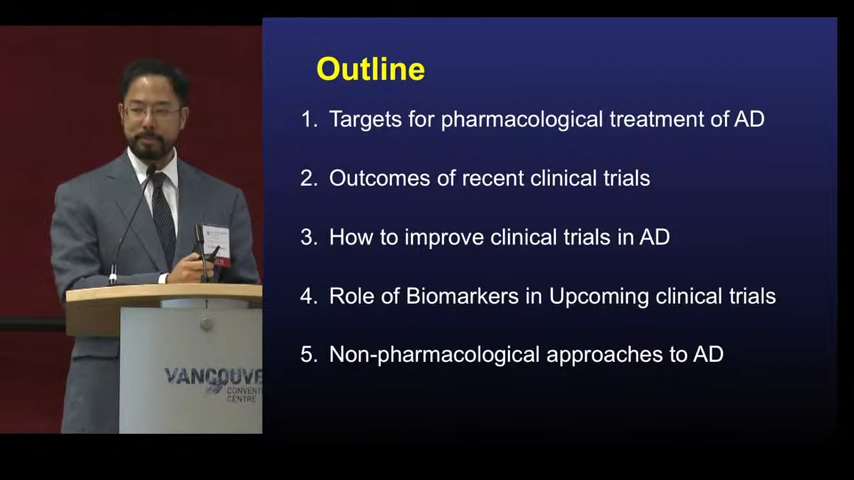 Outline
1. Targets for pharmacological treatment of AD
2. Outcomes of recent clinical trials
3. How to improve clinical trials in AD
4. Role of Biomarkers in Upcoming clinical trials
5. Non-pharmacological approaches to AD
VANCOUVE
CONVENT
CENTRE